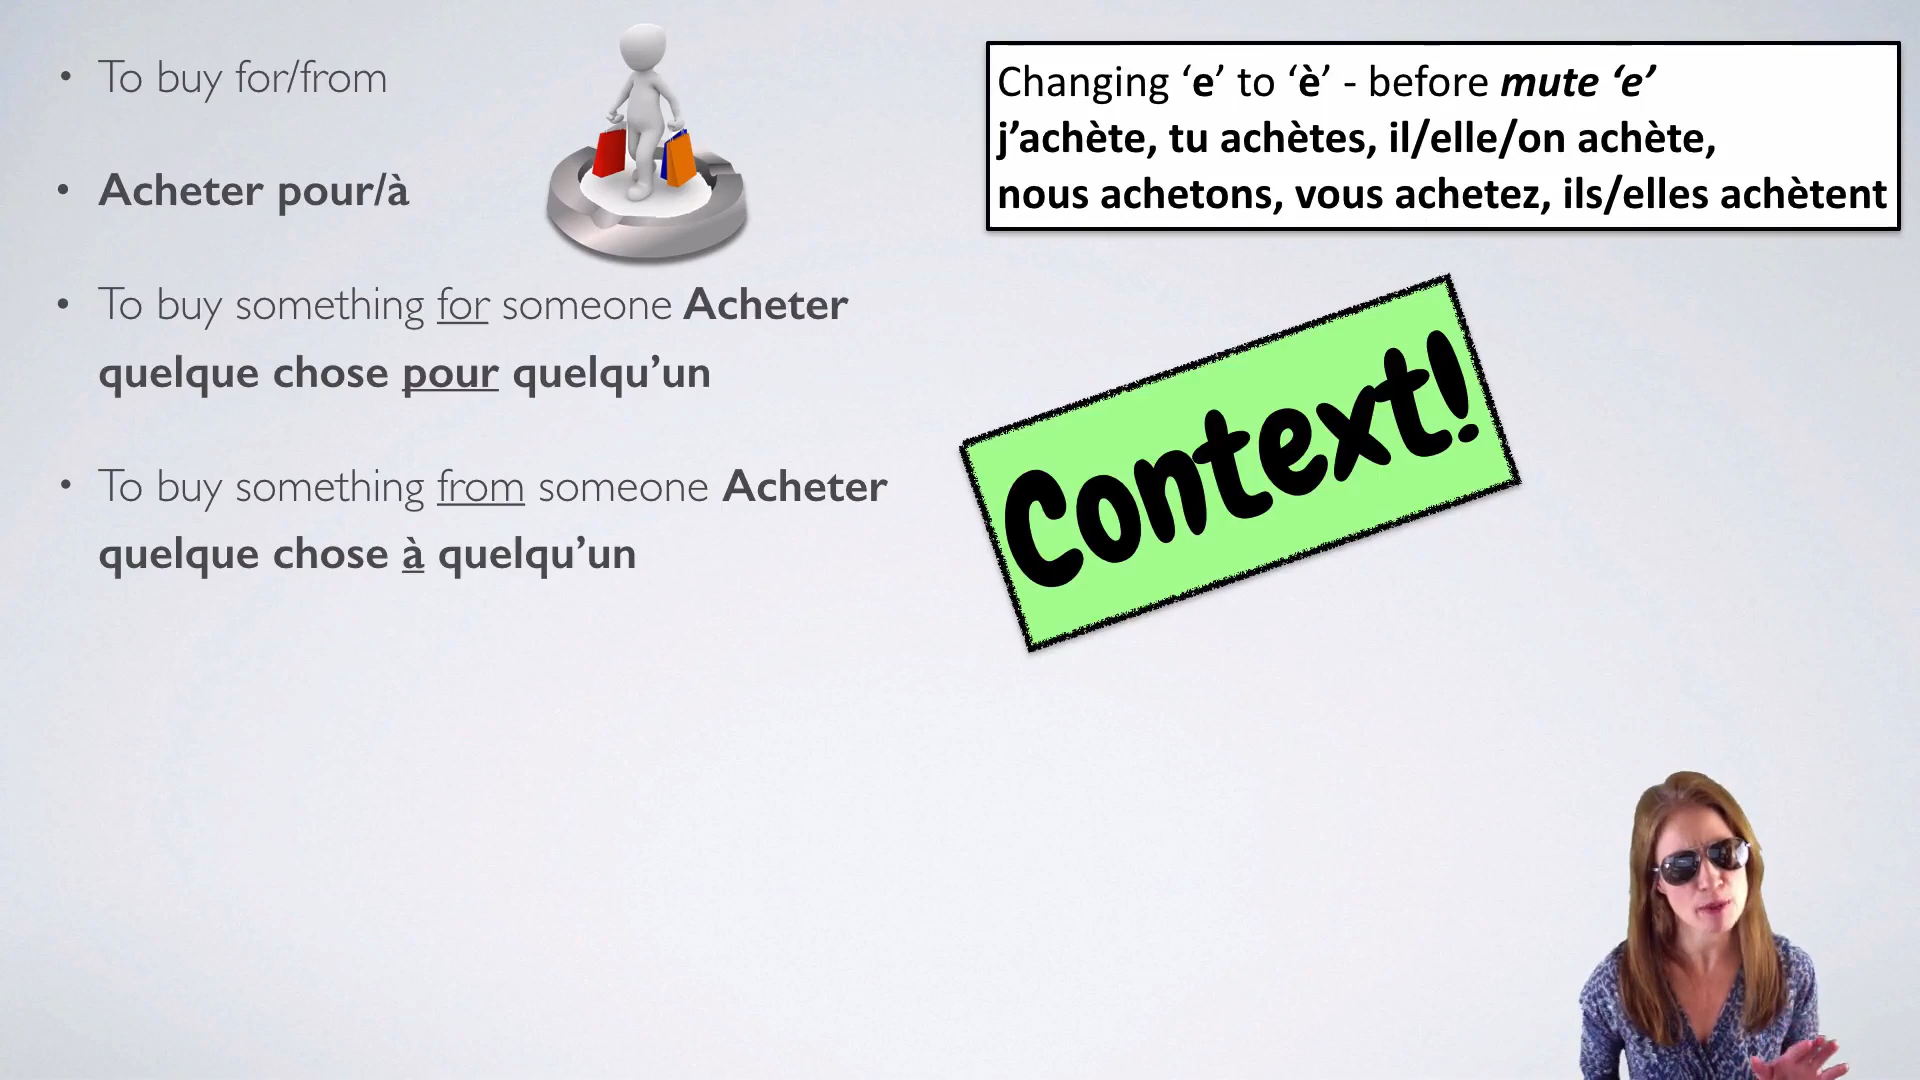 • To buy for/from
• Acheter pour/à
• To buy something for someone Acheter
quelque chose pour quelqu’un
• To buy something from someone Acheter
quelque chose à quelqu’un
Changing ‘e’ to ‘è’ - before mute ‘e’
j’achète, tu achètes, il/elle/on achète,
nous achetons, vous achetez, ils/elles achètent
Context!